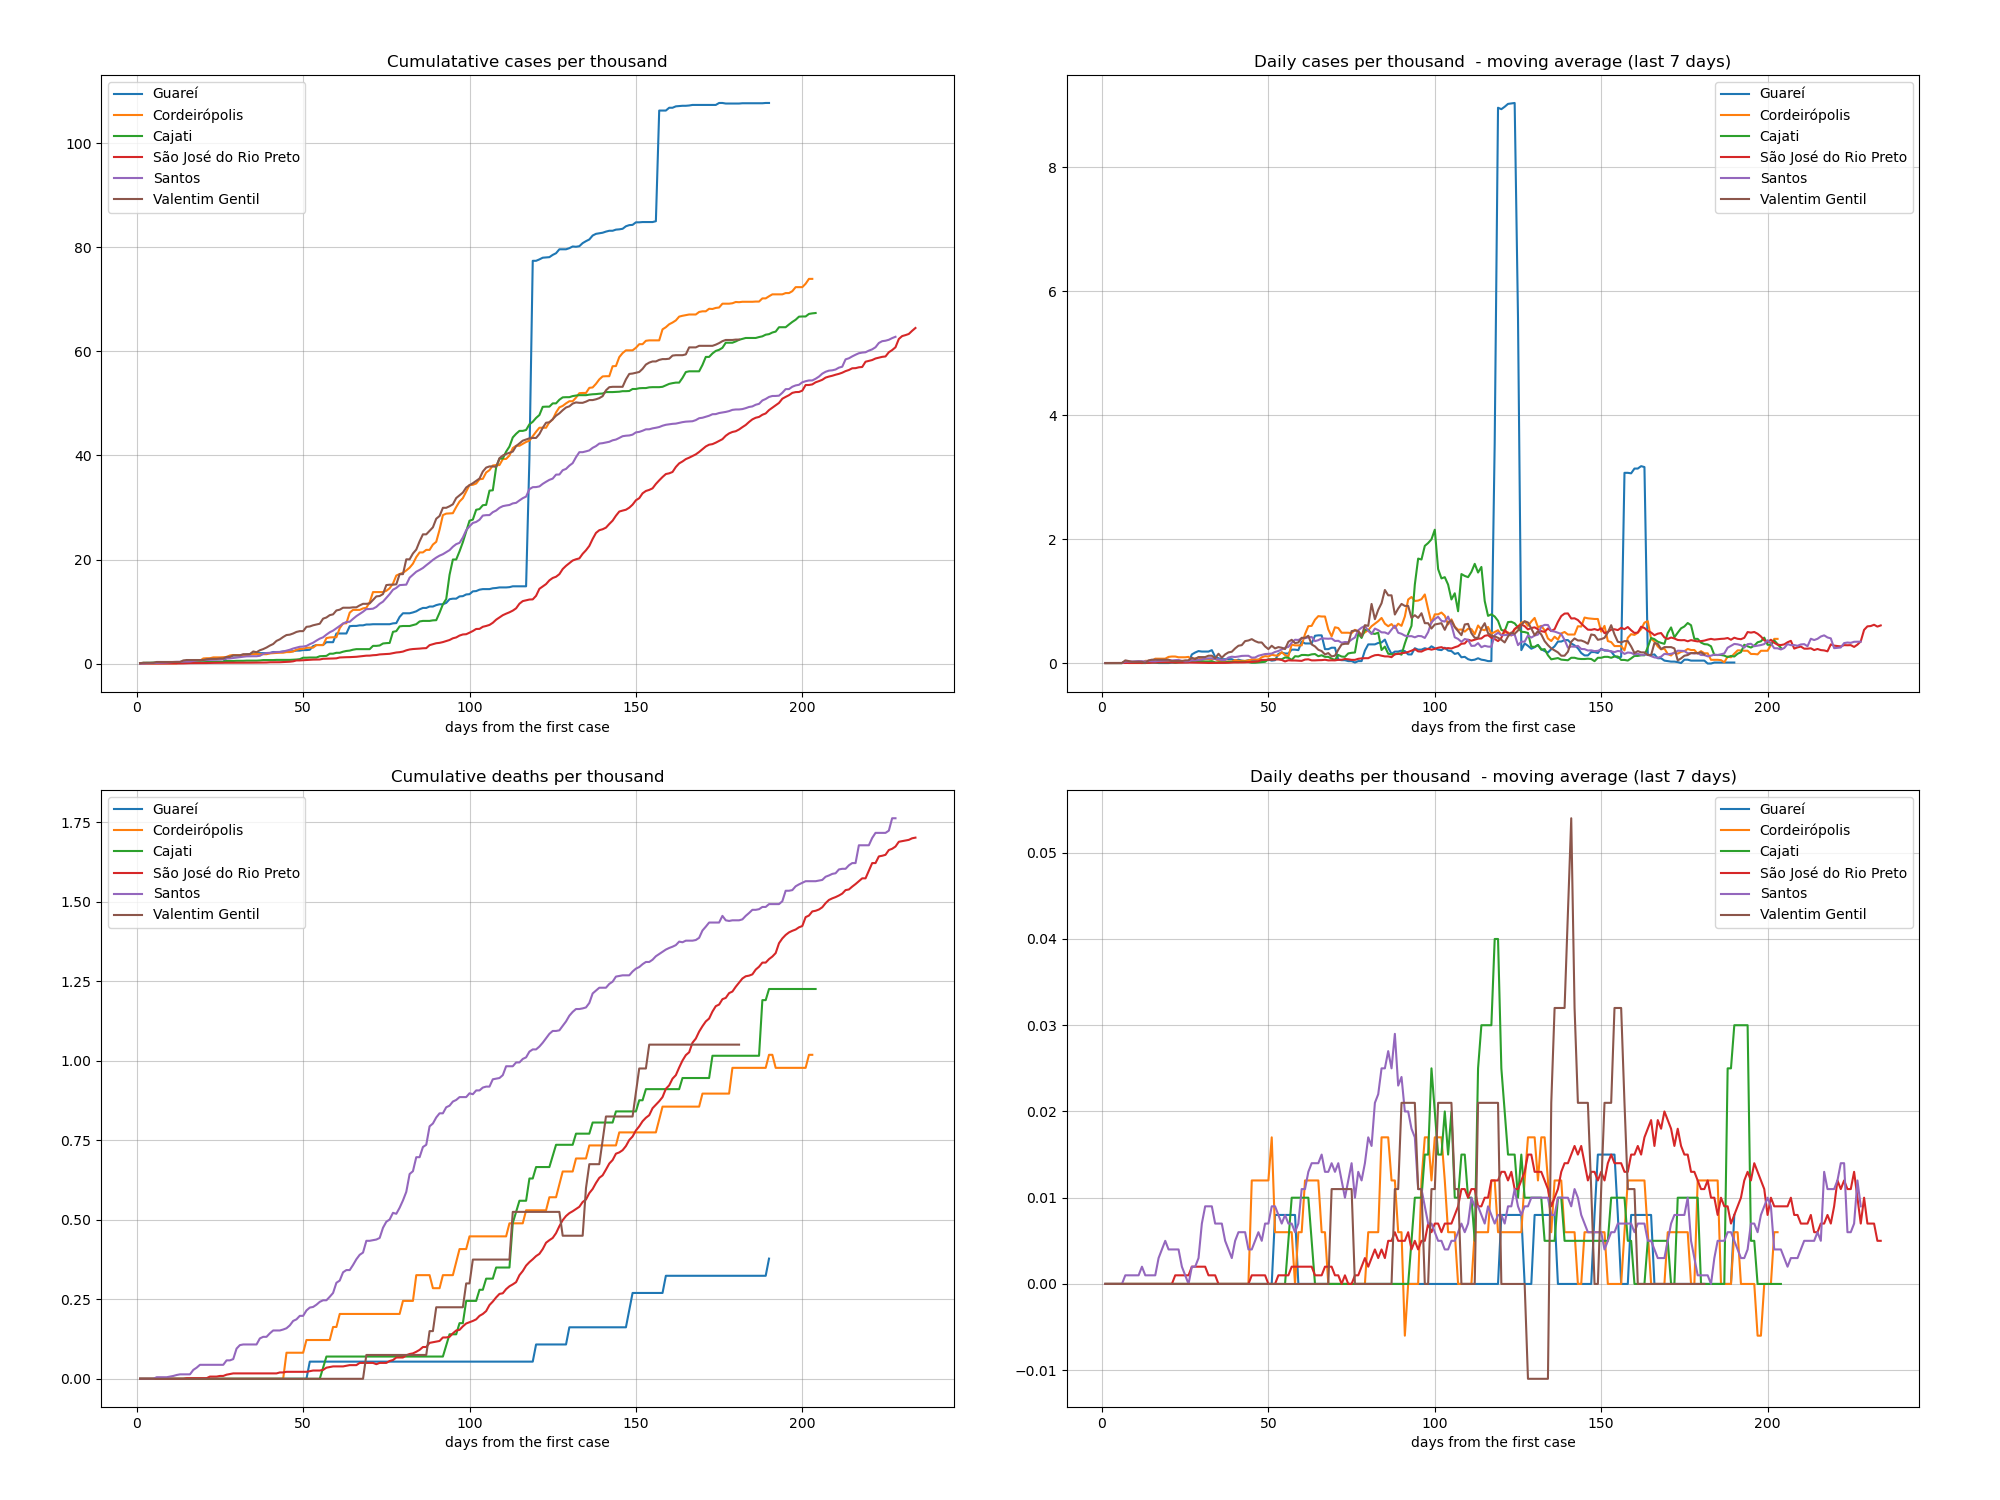 Cumulatative cases per thousand
Guareí
Cordeirópolis
Cajati
São José do Rio Preto
Santos
Valentim Gentil
100
80
60
40
20
0
0 50 100 150 200
days from the first case
Daily cases per thousand - moving average (last 7 days)
Guareí
Cordeirópolis
Cajati
São José do Rio Preto
Santos
Valentim Gentil
8
6
4
2
0
0 50 100 150 200
days from the first case
Cumulative deaths per thousand
Guareí
Cordeirópolis
Cajati
São José do Rio Preto
Santos
Valentim Gentil
1.75
1.50
1.25
1.00
0.75
0.50
0.25
0.00
0 50 100 150 200
days from the first case
Daily deaths per thousand - moving average (last 7 days)
Guareí
Cordeirópolis
Cajati
São José do Rio Preto
Santos
Valentim Gentil
0.05
0.04
0.03
0.02
0.01
0.00
−0.01
0 50 100 150 200
days from the first case